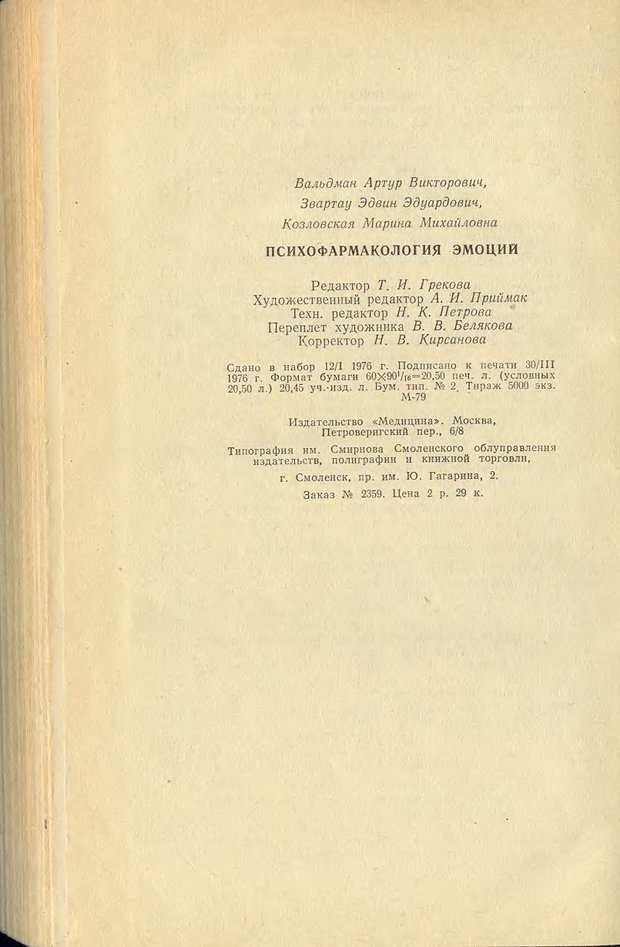 Вальдман Артур Викторович,
Звартау Эдвин Эдуардович,
Козловская Марина Михайловна
ПСИХОФАРМАКОЛОГИЯ ЭМОЦИЙ
Редактор Т. И. Грекова
Художественный редактор А. И. Приймак
Техн. редактор Н. К. Петрова
Переплет художника В. В. Белякова
Корректор Н. В. Кирсанова
Сдано в набор 12/I 1976 г. Подписано к печати 30/III
1976 г. Формат бумаги 60×90¹/₁₆=20,50 печ. л. (условных
20,50 л.) 20,45 уч.-изд. л. Бум. тип. № 2. Тираж 5000 экз.
М-79
Издательство «Медицина». Москва,
Петроверигский пер., 6/8
Типография им. Смирнова Смоленского облуправления
издательств, полиграфии и книжной торговли,
г. Смоленск, пр. им. Ю. Гагарина, 2.
Заказ № 2359. Цена 2 р. 29 к.